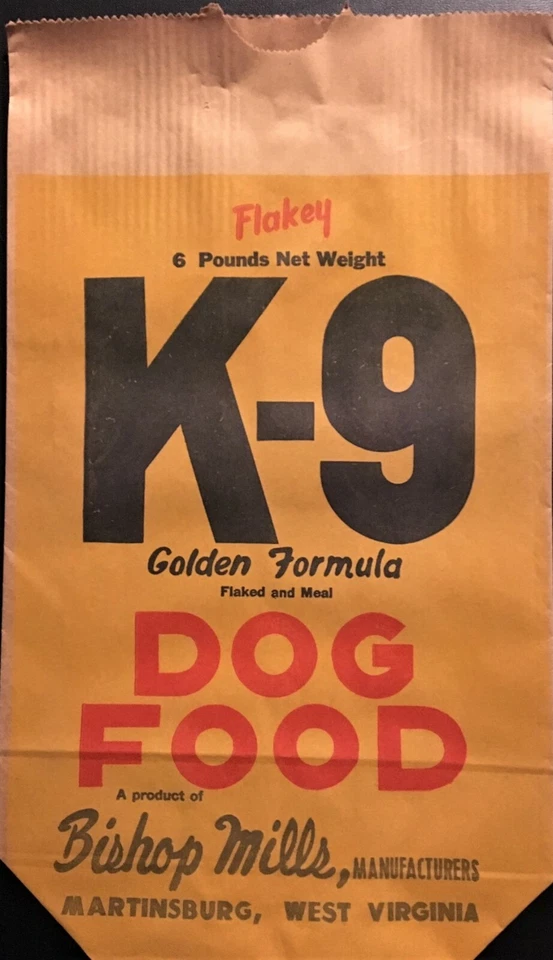 Flakey
6 Pounds Net Weight
K-9
Golden Formula
Flaked and Meal
DOG
FOOD
A product of
Bishop Mills, MANUFACTURERS
MARTINSBURG, WEST VIRGINIA